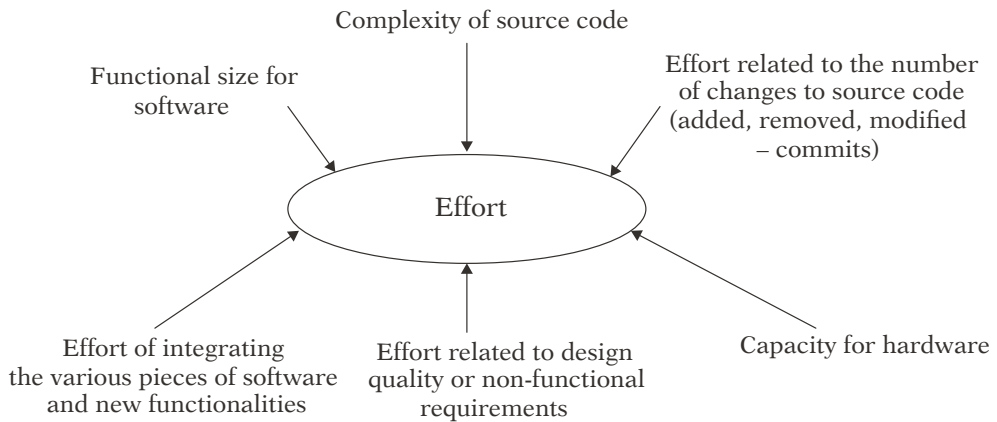 Complexity of source code
Functional size for
software
Effort related to the number
of changes to source code
(added, removed, modified
– commits)
Effort
Effort of integrating
the various pieces of software
and new functionalities
Effort related to design
quality or non-functional
requirements
Capacity for hardware